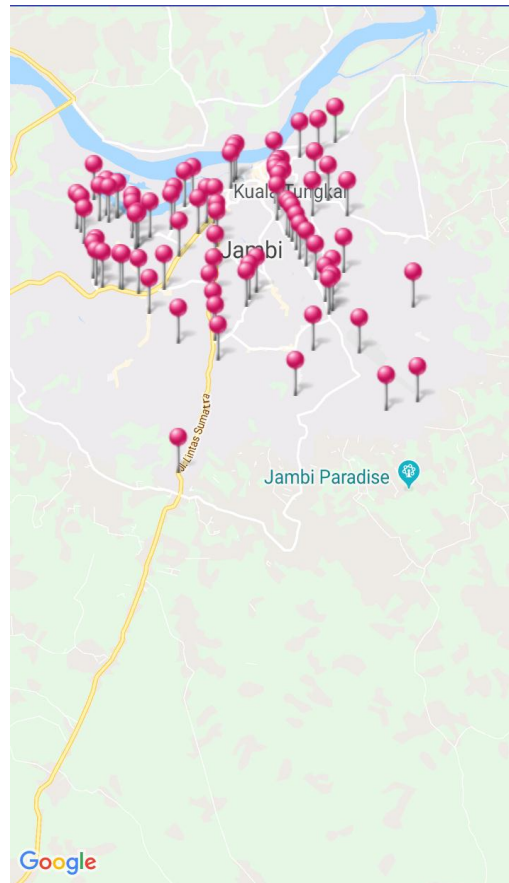 Kuala Tungkal
Jambi
Jl. Lintas Sumatra
Jambi Paradise
Google